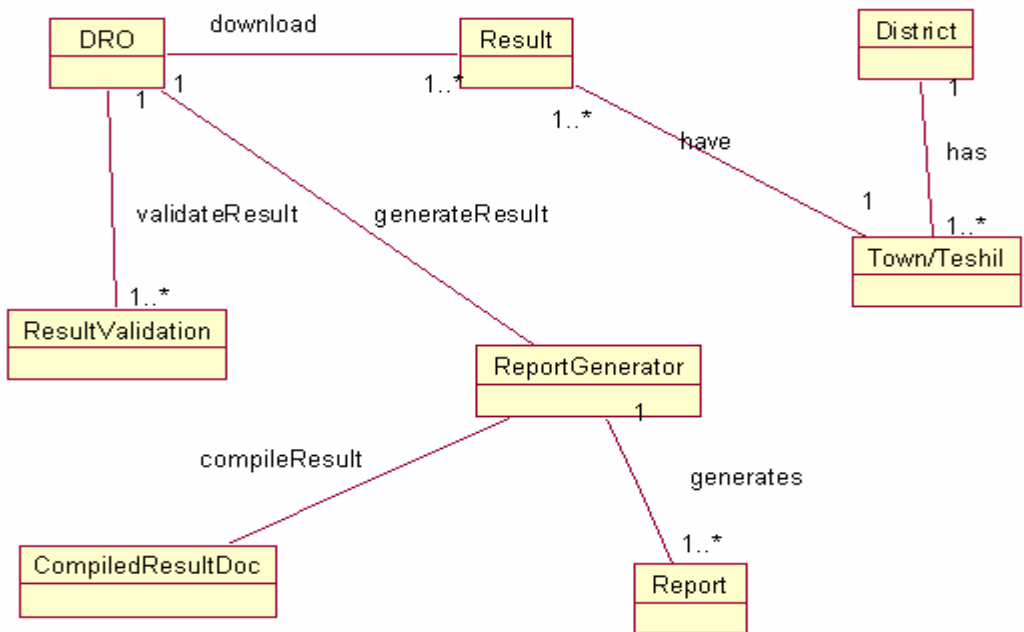 download
DRO
Result
District
1
1..*
1
1
1..*
have
has
validateResult
generateResult
1
1..*
Town/Teshil
1..*
ResultValidation
ReportGenerator
1
compileResult
generates
1..*
CompiledResultDoc
Report